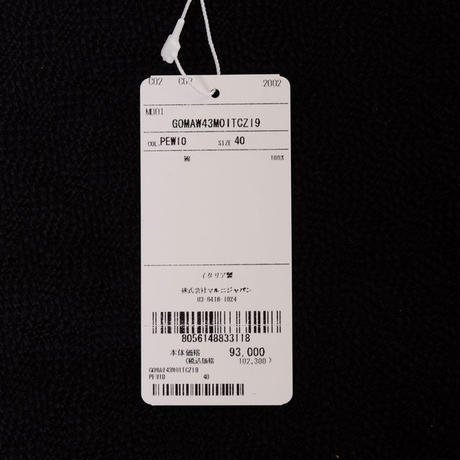 C02 C03 2002
M001
GOMAW43M01TCZ19
COL. PEW10 SIZE 40
綿 100%
イタリア製
株式会社マルニジャパン
03-6416-1024
8056148833118
本体価格 93,000
(税込価格 102,300)
GOMAW43M01TCZ19
PEW10 40